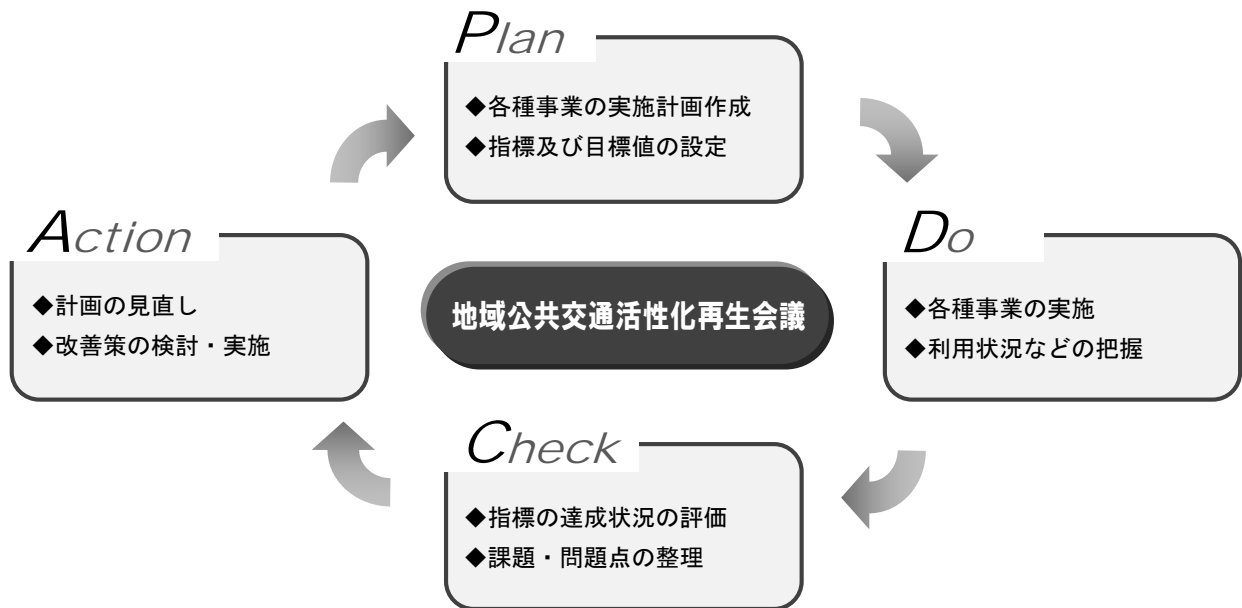 Plan
◆各種事業の実施計画作成
◆指標及び目標値の設定
Action
◆計画の見直し
◆改善策の検討・実施
地域公共交通活性化再生会議
Do
◆各種事業の実施
◆利用状況などの把握
Check
◆指標の達成状況の評価
◆課題・問題点の整理